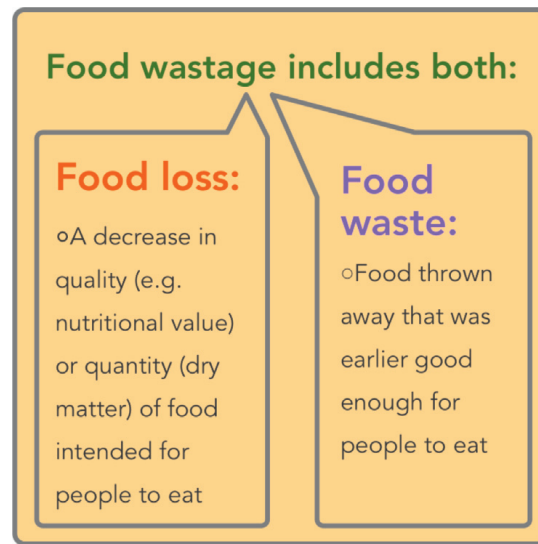 Food wastage includes both:
Food loss:
○A decrease in
quality (e.g.
nutritional value)
or quantity (dry
matter) of food
intended for
people to eat
Food
waste:
○Food thrown
away that was
earlier good
enough for
people to eat